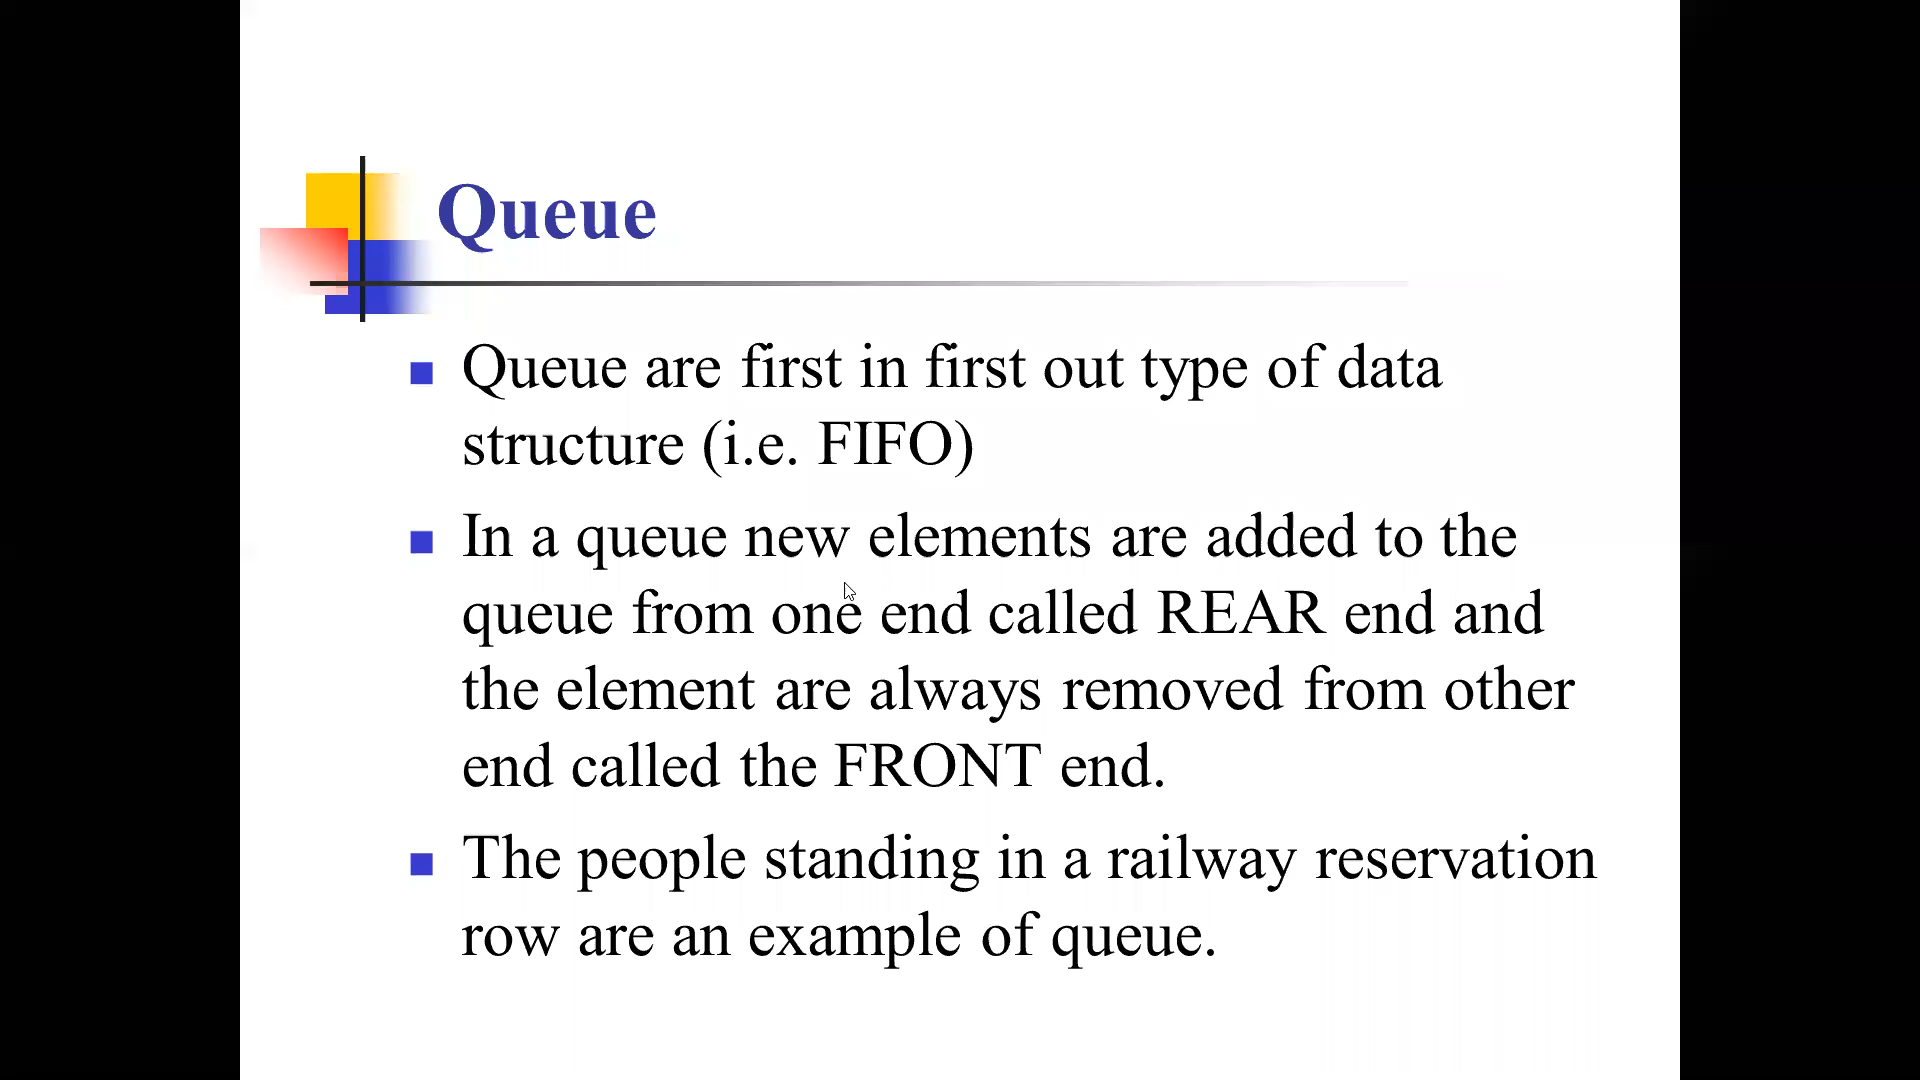 Queue
Queue are first in first out type of data
structure (i.e. FIFO)
In a queue new elements are added to the
queue from one end called REAR end and
the element are always removed from other
end called the FRONT end.
The people standing in a railway reservation
row are an example of queue.